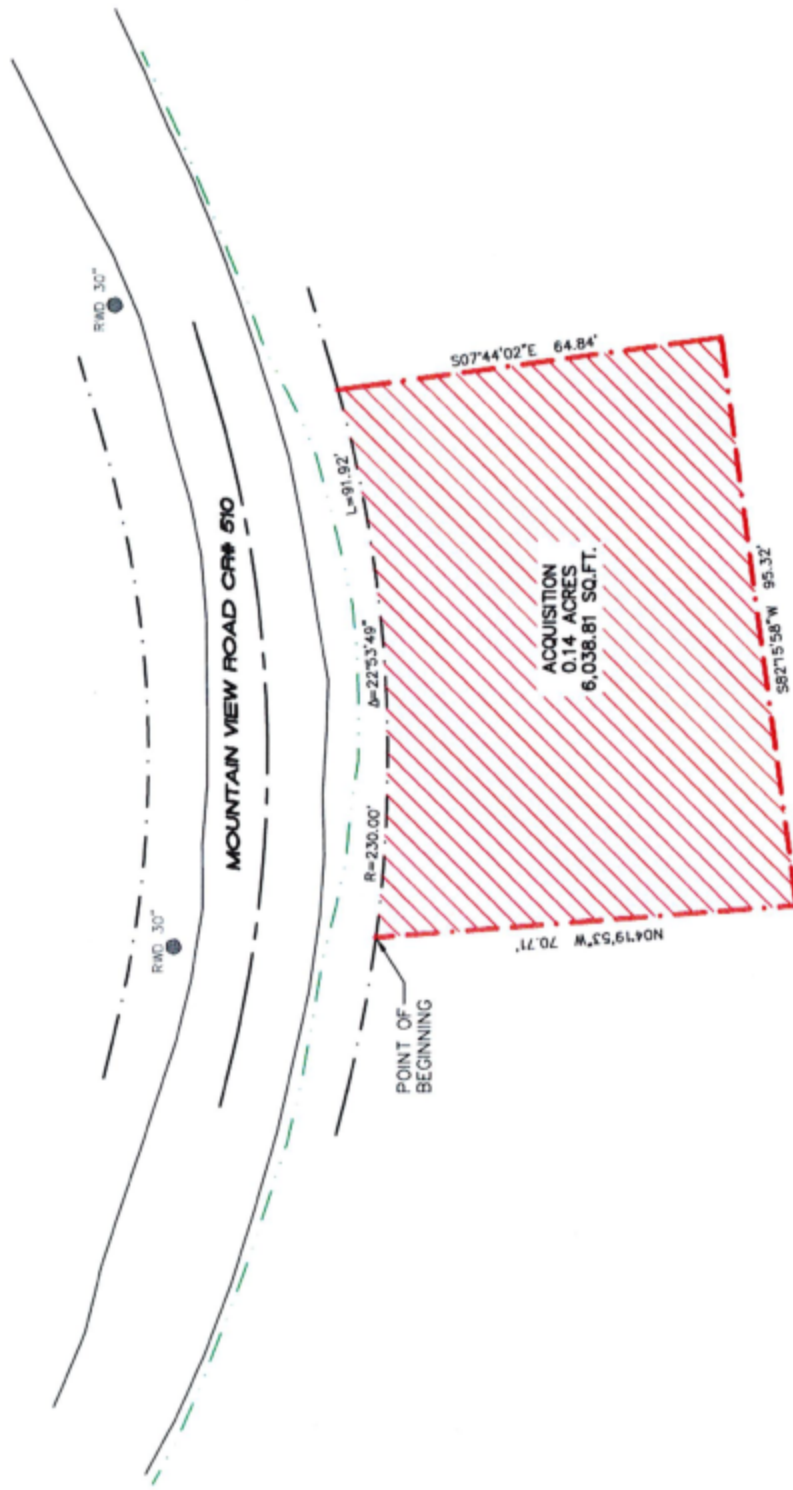 RWD 30"
RWD 30"
MOUNTAIN VIEW ROAD CR# 510
R=230.00'
Δ=22°53'49"
L=91.92'
POINT OF
BEGINNING
S07°44'02"E 64.84'
ACQUISITION
0.14 ACRES
6,038.81 SQ.FT.
N04°19'53"W 70.71'
S82°15'58"W 95.32'